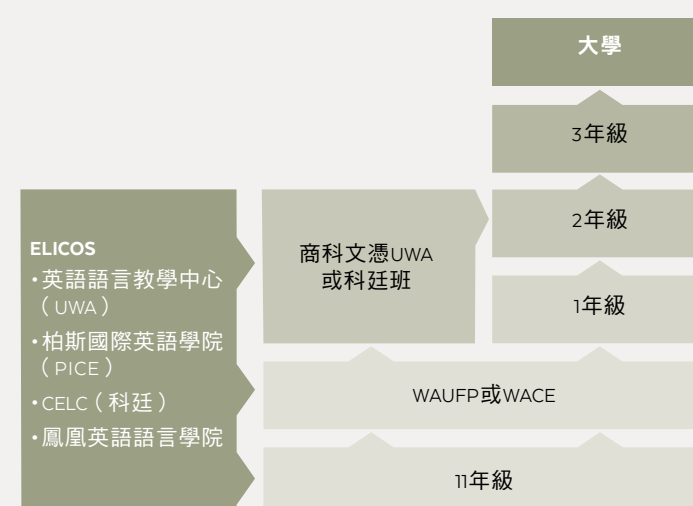 大學
3年級
2年級
1年級
ELICOS
•英語語言教學中心
（UWA）
•柏斯國際英語學院
（PICE）
•CELC（科廷）
•鳳凰英語語言學院
商科文憑UWA
或科廷班
WAUFP或WACE
11年級